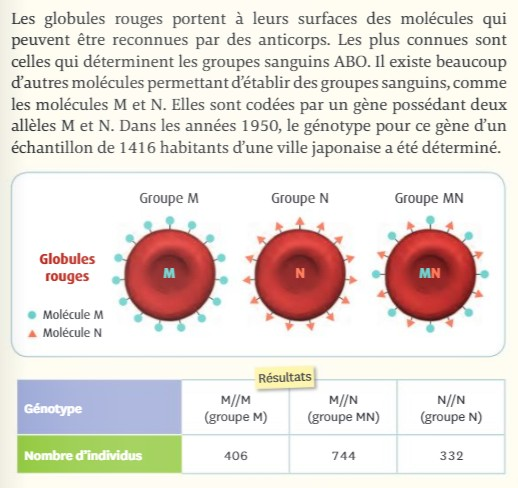 Les globules rouges portent à leurs surfaces des molécules qui
peuvent être reconnues par des anticorps. Les plus connues sont
celles qui déterminent les groupes sanguins ABO. Il existe beaucoup
d'autres molécules permettant d'établir des groupes sanguins, comme
les molécules M et N. Elles sont codées par un gène possédant deux
allèles M et N. Dans les années 1950, le génotype pour ce gène d'un
échantillon de 1416 habitants d'une ville japonaise a été déterminé.
Groupe M Groupe N Groupe MN
Globules
rouges
M N MN
Molécule M
Molécule N
Résultats
Génotype
M//M M//N N//N
(groupe M) (groupe MN) (groupe N)
Nombre d'individus 406 744 332